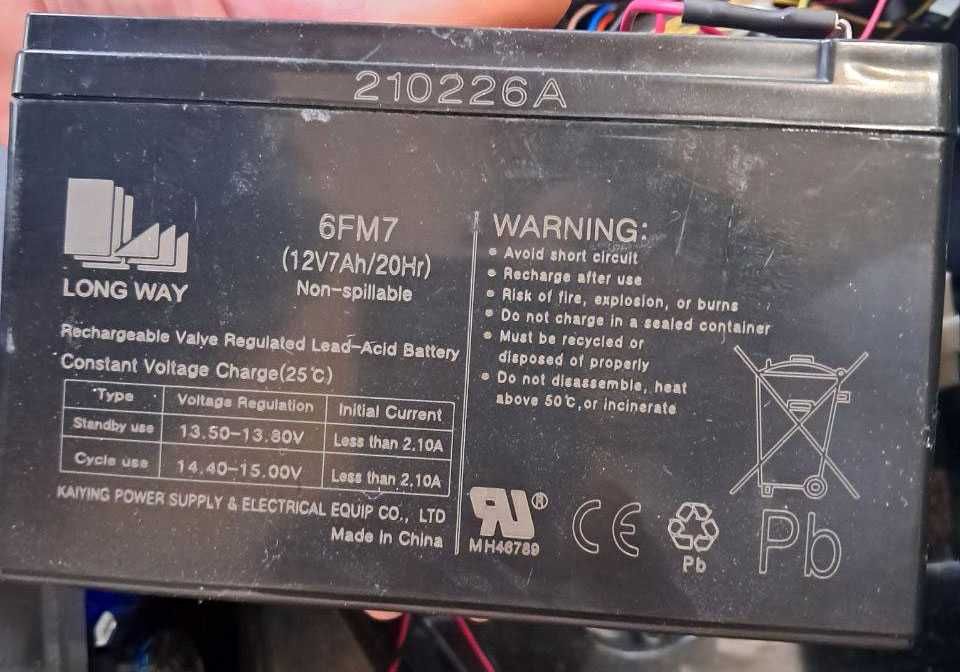 210226A
LONG WAY
6FM7
(12V7Ah/20Hr)
Non-spillable
Rechargeable Valve Regulated Lead-Acid Battery
Constant Voltage Charge(25℃)
Type Voltage Regulation Initial Current
Standby use 13.50-13.80V Less than 2.10A
Cycle use 14.40-15.00V Less than 2.10A
KAIYING POWER SUPPLY & ELECTRICAL EQUIP CO., LTD
Made in China
WARNING:
• Avoid short circuit
• Recharge after use
• Risk of fire, explosion, or burns
• Do not charge in a sealed container
• Must be recycled or
disposed of properly
• Do not disassemble, heat
above 50℃,or incinerate
RU®
MH46789
CE
Pb
Pb